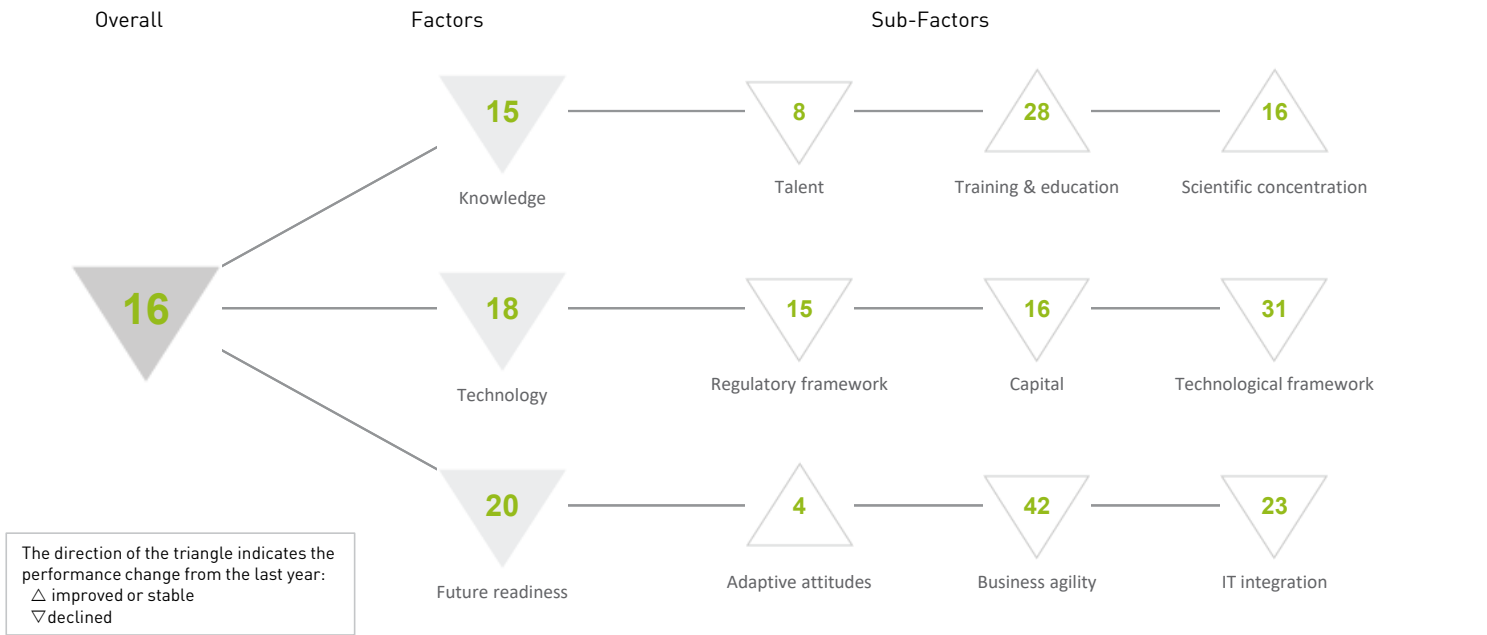 Overall
Factors
Sub-Factors
15
8
28
16
Knowledge
Talent
Training & education
Scientific concentration
16
18
15
16
31
Technology
Regulatory framework
Capital
Technological framework
20
4
42
23
Future readiness
Adaptive attitudes
Business agility
IT integration
The direction of the triangle indicates the
performance change from the last year:
△ improved or stable
▽ declined